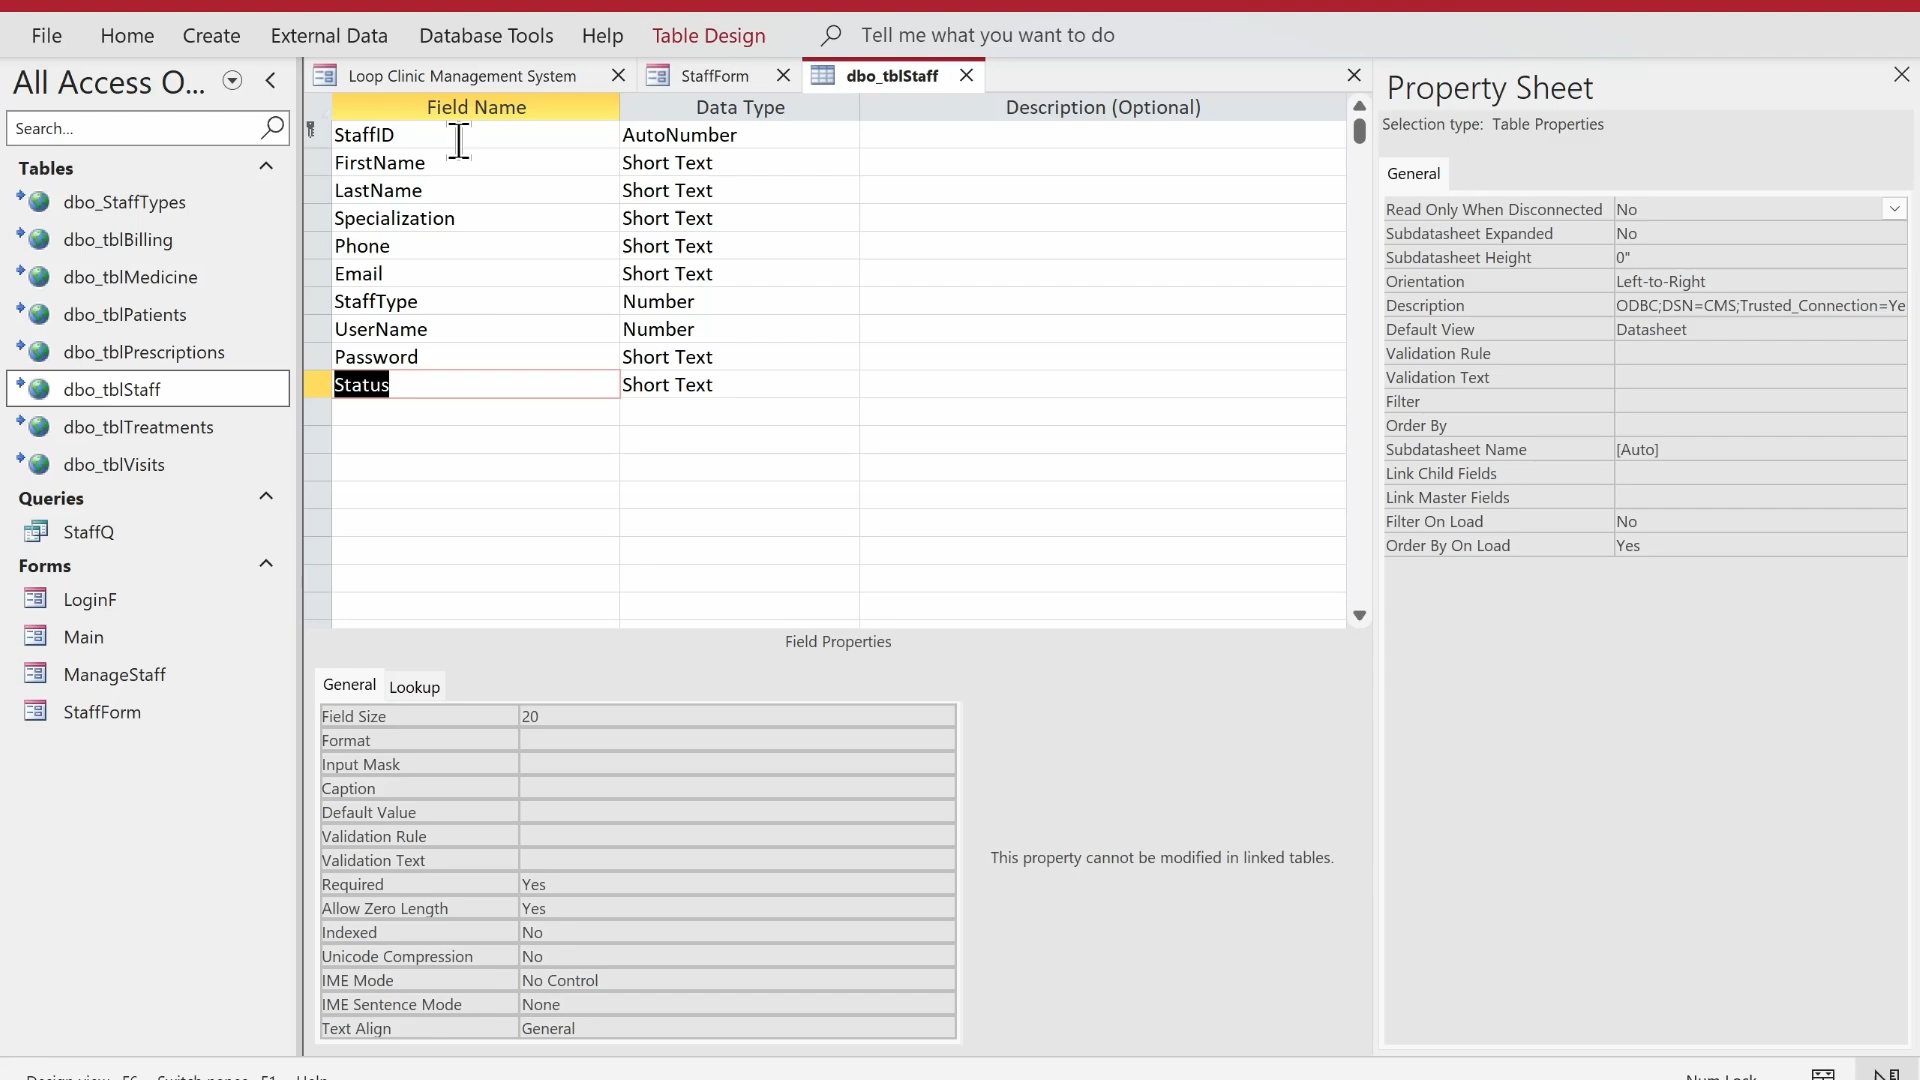 File Home Create External Data Database Tools Help Table Design Tell me what you want to do
All Access O...
Search...
Tables
dbo_StaffTypes
dbo_tblBilling
dbo_tblMedicine
dbo_tblPatients
dbo_tblPrescriptions
dbo_tblStaff
dbo_tblTreatments
dbo_tblVisits
Queries
StaffQ
Forms
LoginF
Main
ManageStaff
StaffForm
Loop Clinic Management System StaffForm dbo_tblStaff
Field Name Data Type Description (Optional)
StaffID AutoNumber
FirstName Short Text
LastName Short Text
Specialization Short Text
Phone Short Text
Email Short Text
StaffType Number
UserName Number
Password Short Text
Status Short Text
Field Properties
General Lookup
Field Size 20
Format
Input Mask
Caption
Default Value
Validation Rule
Validation Text
Required Yes
Allow Zero Length Yes
Indexed No
Unicode Compression No
IME Mode No Control
IME Sentence Mode None
Text Align General
This property cannot be modified in linked tables.
Property Sheet
Selection type: Table Properties
General
Read Only When Disconnected No
Subdatasheet Expanded No
Subdatasheet Height 0"
Orientation Left-to-Right
Description ODBC;DSN=CMS;Trusted_Connection=Ye
Default View Datasheet
Validation Rule
Validation Text
Filter
Order By
Subdatasheet Name [Auto]
Link Child Fields
Link Master Fields
Filter On Load No
Order By On Load Yes
Design view. F6 = Switch panes. F1 = Help.
Num Lock